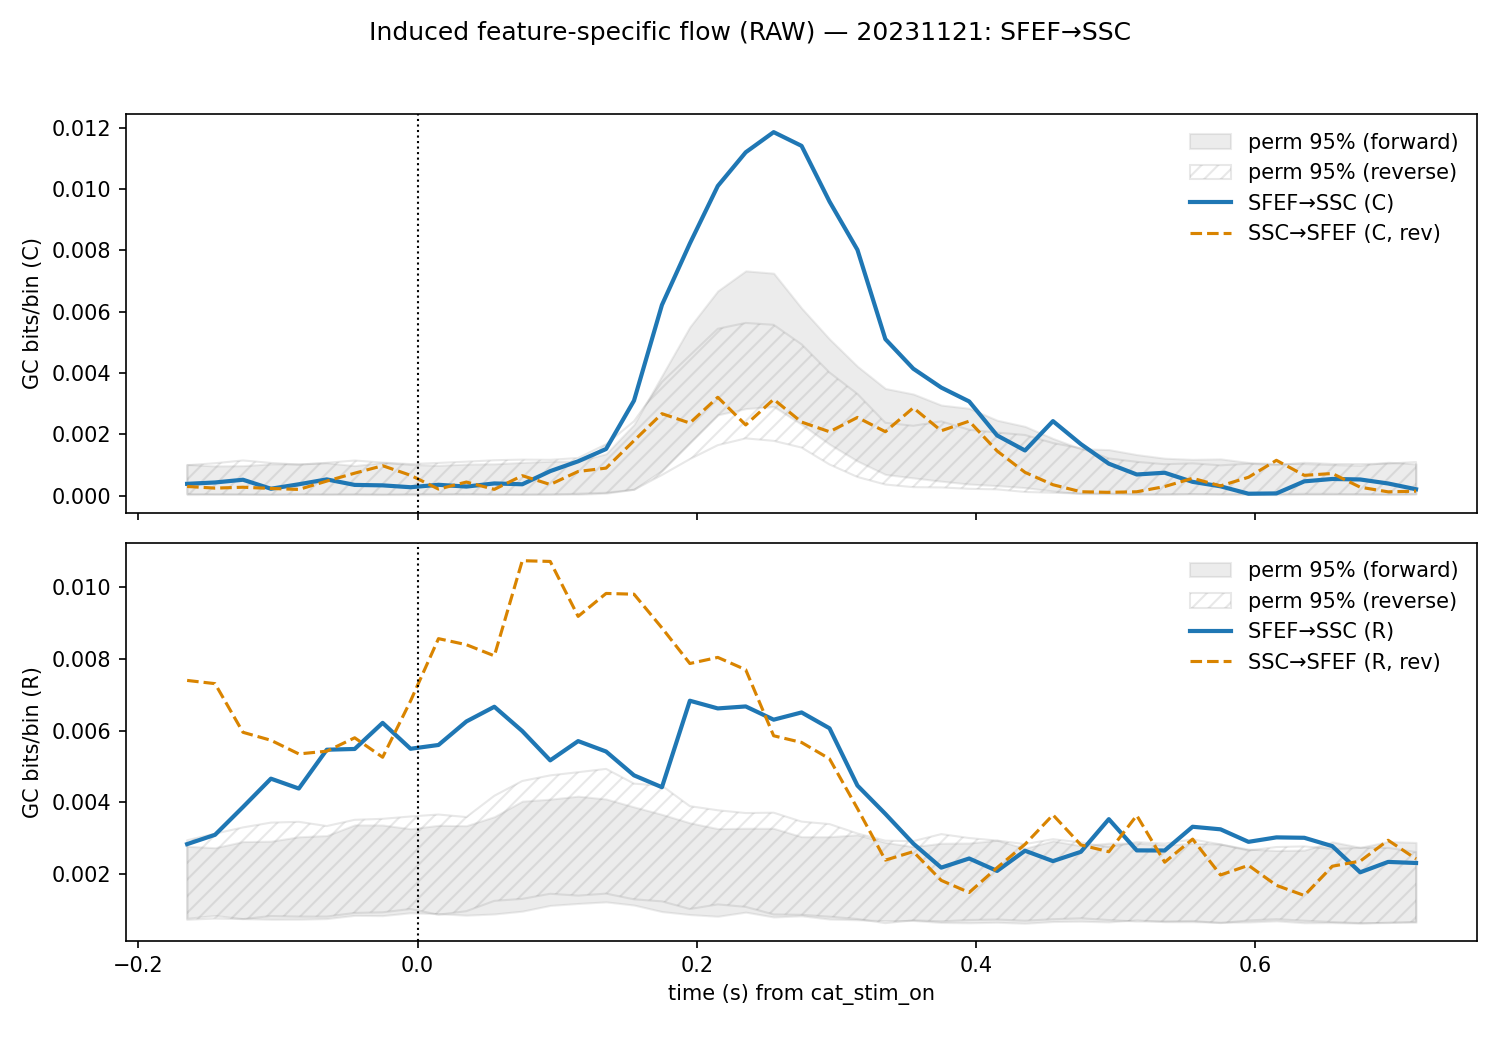 Induced feature-specific flow (RAW) — 20231121: SFEF→SSC
GC bits/bin (C)
0.012
0.010
0.008
0.006
0.004
0.002
0.000
perm 95% (forward)
perm 95% (reverse)
SFEF→SSC (C)
SSC→SFEF (C, rev)
GC bits/bin (R)
0.010
0.008
0.006
0.004
0.002
perm 95% (forward)
perm 95% (reverse)
SFEF→SSC (R)
SSC→SFEF (R, rev)
−0.2 0.0 0.2 0.4 0.6
time (s) from cat_stim_on